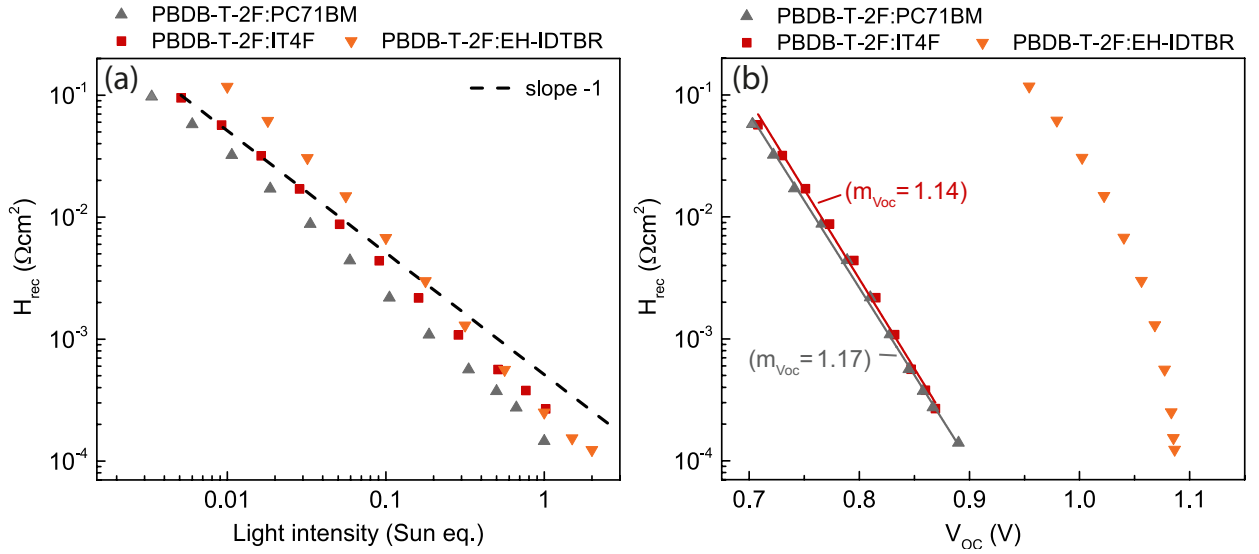 PBDB-T-2F:PC71BM
PBDB-T-2F:IT4F PBDB-T-2F:EH-IDTBR
(a)
slope -1
10⁻¹
10⁻²
10⁻³
10⁻⁴
H_rec (Ωcm²)
0.01 0.1 1
Light intensity (Sun eq.)
PBDB-T-2F:PC71BM
PBDB-T-2F:IT4F PBDB-T-2F:EH-IDTBR
(b)
(m_Voc = 1.14)
(m_Voc = 1.17)
10⁻¹
10⁻²
10⁻³
10⁻⁴
H_rec (Ωcm²)
0.7 0.8 0.9 1.0 1.1
V_OC (V)